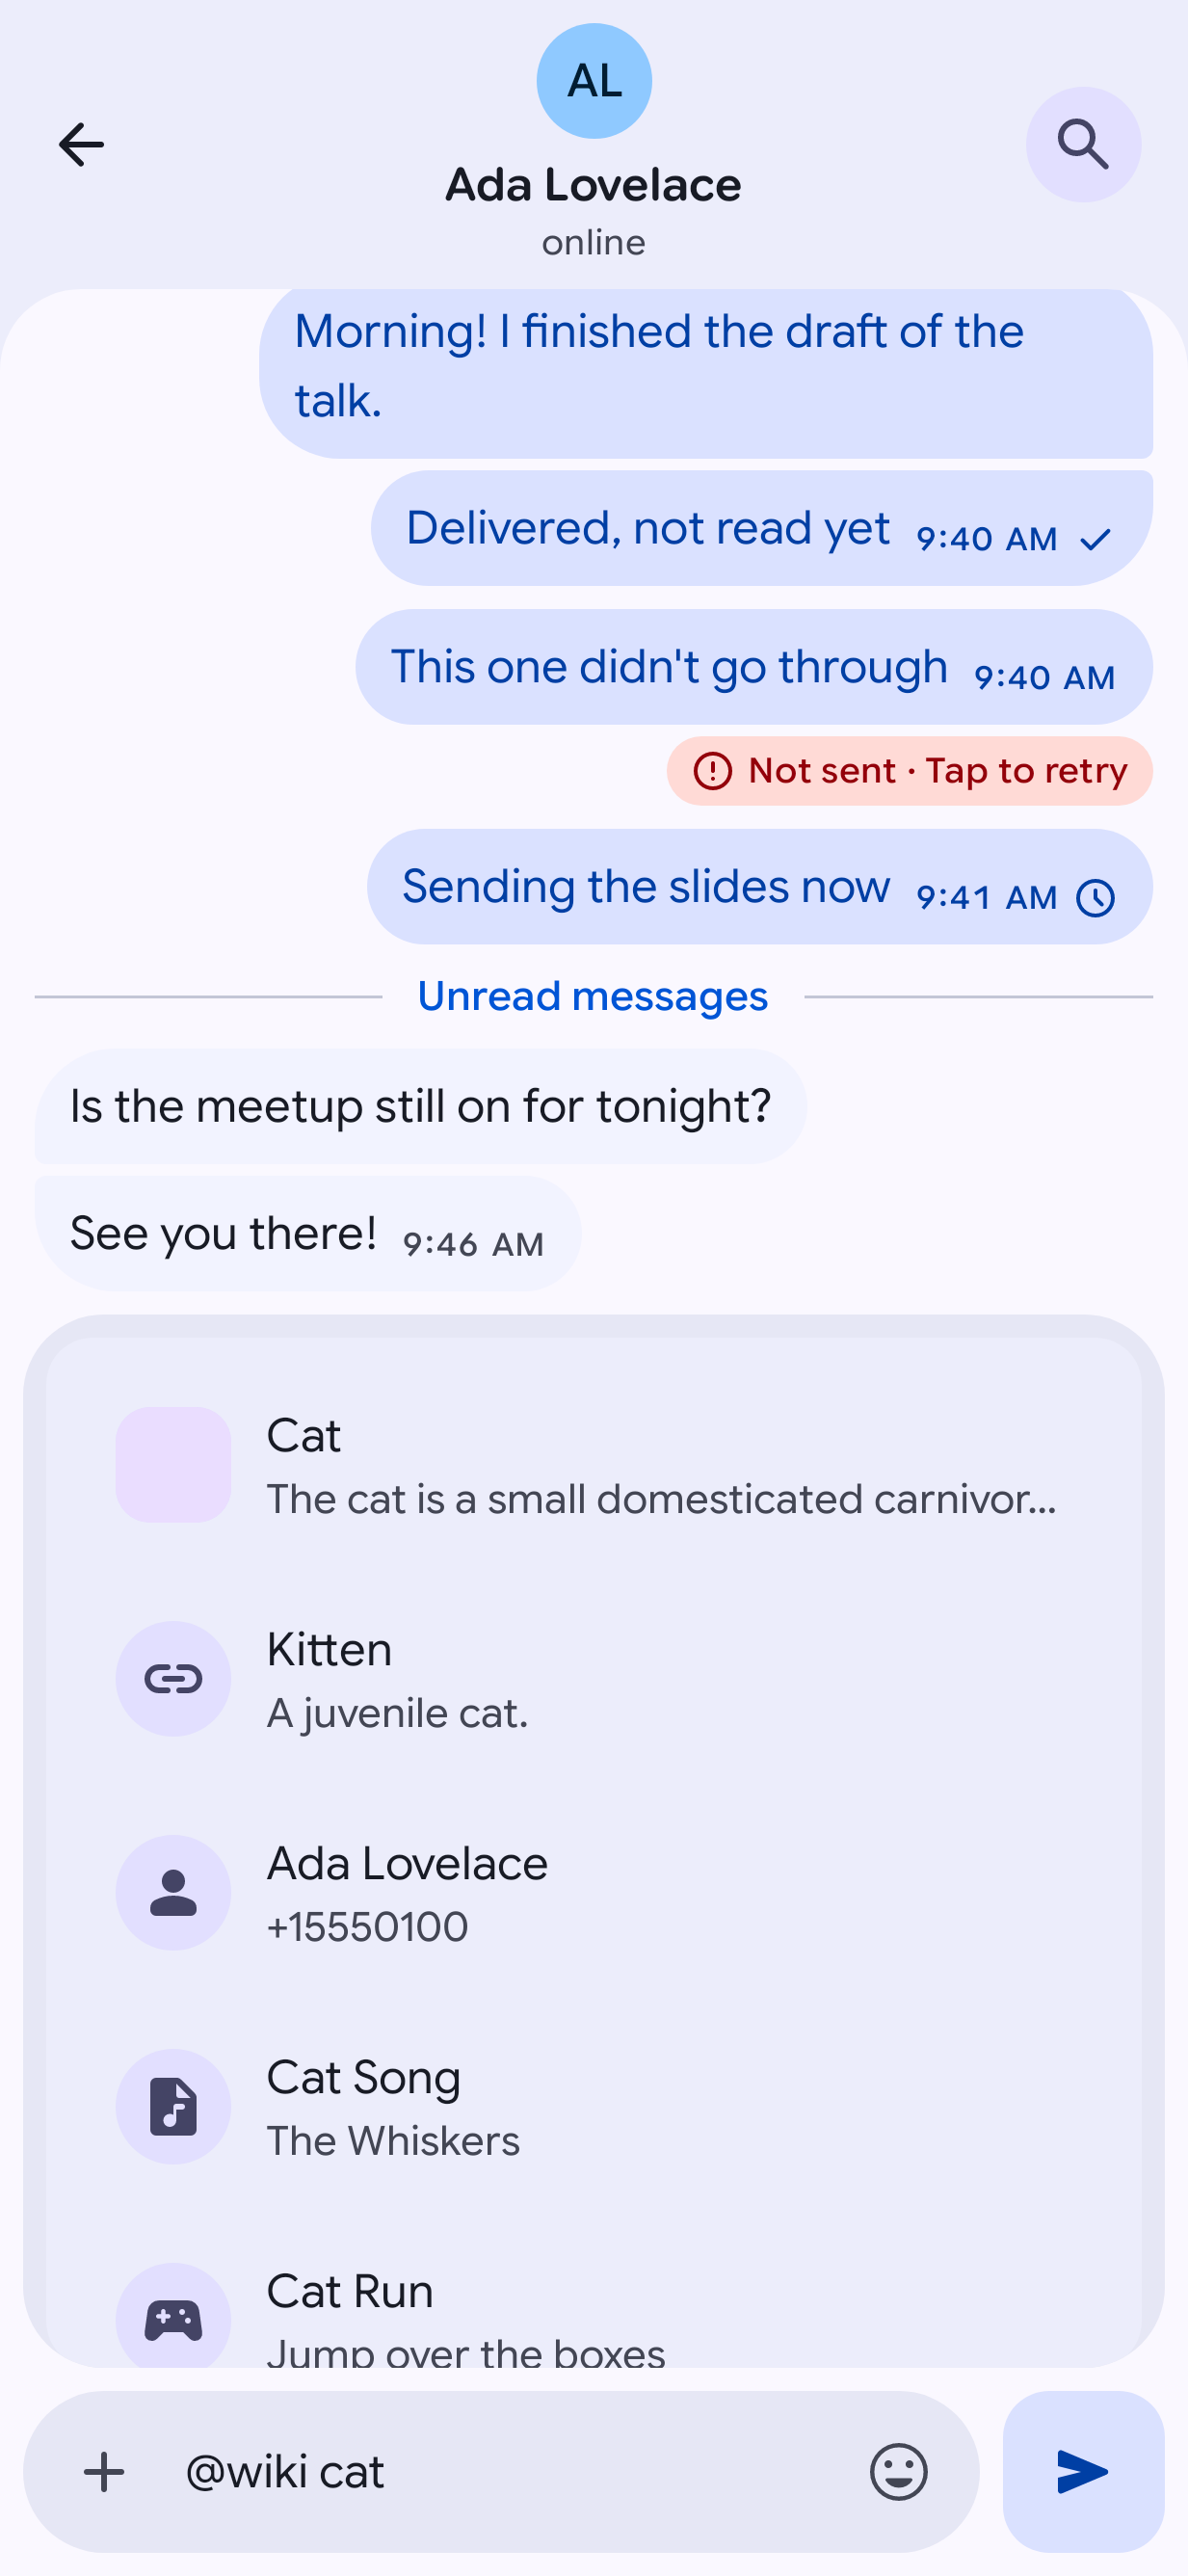 AL
Ada Lovelace
online
Morning! I finished the draft of the
talk.
Delivered, not read yet 9:40 AM
This one didn't go through 9:40 AM
Not sent · Tap to retry
Sending the slides now 9:41 AM
Unread messages
Is the meetup still on for tonight?
See you there! 9:46 AM
Cat
The cat is a small domesticated carnivor...
Kitten
A juvenile cat.
Ada Lovelace
+15550100
Cat Song
The Whiskers
Cat Run
Jump over the boxes
@wiki cat